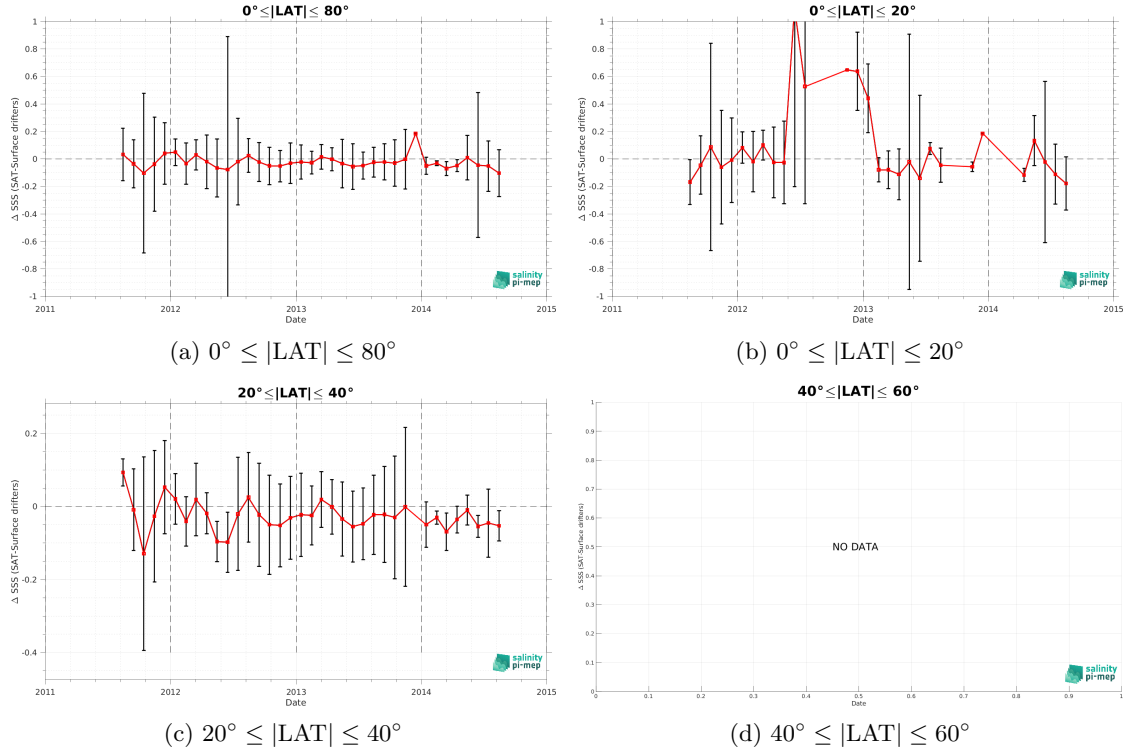 0°≤|LAT|≤ 80°
Δ SSS (SAT-Surface drifters)
1
0.8
0.6
0.4
0.2
0
-0.2
-0.4
-0.6
-0.8
-1
2011
2012
2013
2014
2015
Date
salinity
pi-mep
(a) 0° ≤ |LAT| ≤ 80°
0°≤|LAT|≤ 20°
Δ SSS (SAT-Surface drifters)
1
0.8
0.6
0.4
0.2
0
-0.2
-0.4
-0.6
-0.8
-1
2011
2012
2013
2014
2015
Date
salinity
pi-mep
(b) 0° ≤ |LAT| ≤ 20°
20°≤|LAT|≤ 40°
Δ SSS (SAT-Surface drifters)
0.2
0
-0.2
-0.4
2011
2012
2013
2014
2015
Date
salinity
pi-mep
(c) 20° ≤ |LAT| ≤ 40°
40°≤|LAT|≤ 60°
Δ SSS (SAT-Surface drifters)
1
0.9
0.8
0.7
0.6
0.5
0.4
0.3
0.2
0.1
0
NO DATA
0
0.1
0.2
0.3
0.4
0.5
0.6
0.7
0.8
0.9
1
Date
salinity
pi-mep
(d) 40° ≤ |LAT| ≤ 60°